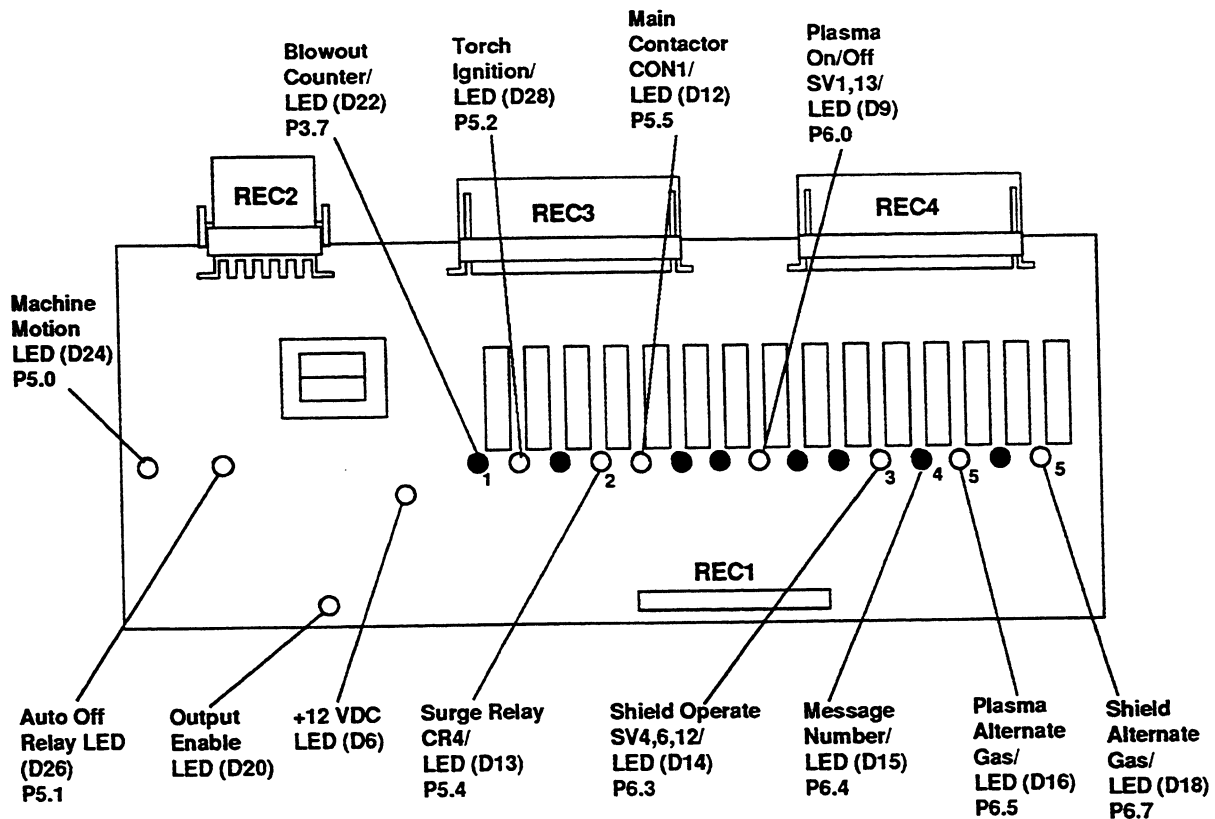 Blowout
Counter/
LED (D22)
P3.7
Torch
Ignition/
LED (D28)
P5.2
Main
Contactor
CON1/
LED (D12)
P5.5
Plasma
On/Off
SV1,13/
LED (D9)
P6.0
REC2
REC3
REC4
Machine
Motion
LED (D24)
P5.0
1
2
3
4
5
5
REC1
Auto Off
Relay LED
(D26)
P5.1
Output
Enable
LED (D20)
+12 VDC
LED (D6)
Surge Relay
CR4/
LED (D13)
P5.4
Shield Operate
SV4,6,12/
LED (D14)
P6.3
Message
Number/
LED (D15)
P6.4
Plasma
Alternate
Gas/
LED (D16)
P6.5
Shield
Alternate
Gas/
LED (D18)
P6.7